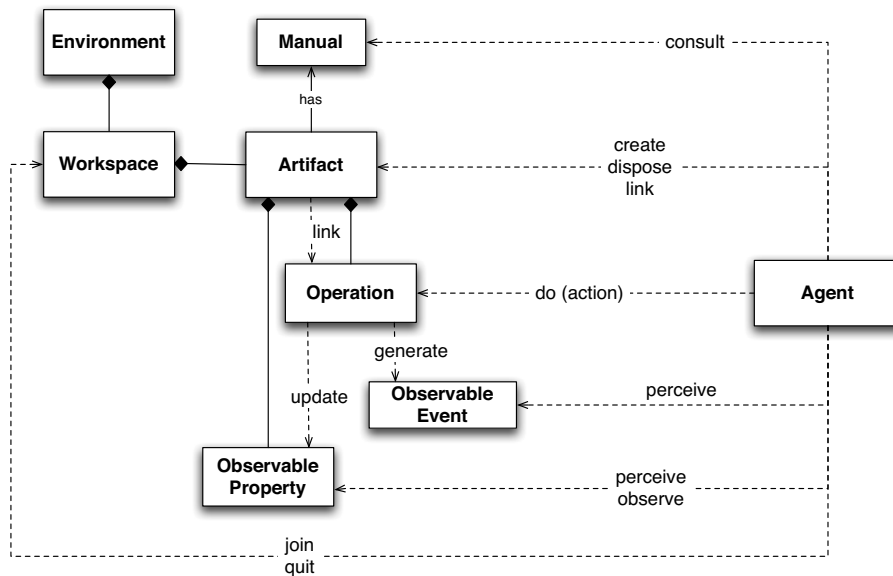 Environment
Manual
consult
has
Workspace
Artifact
create
dispose
link
link
Operation
do (action)
Agent
generate
update
Observable
Event
perceive
Observable
Property
perceive
observe
join
quit